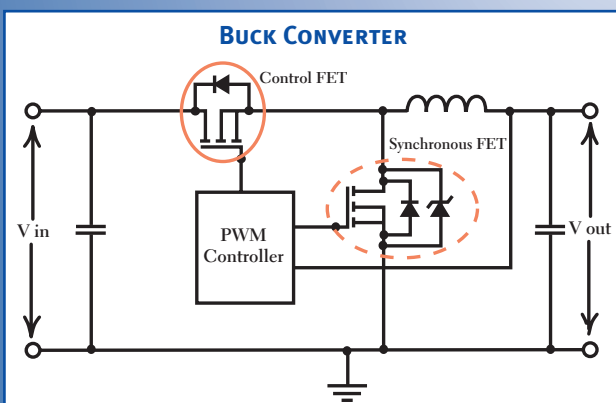 BUCK CONVERTER
Control FET
Synchronous FET
V in
PWM
Controller
V out